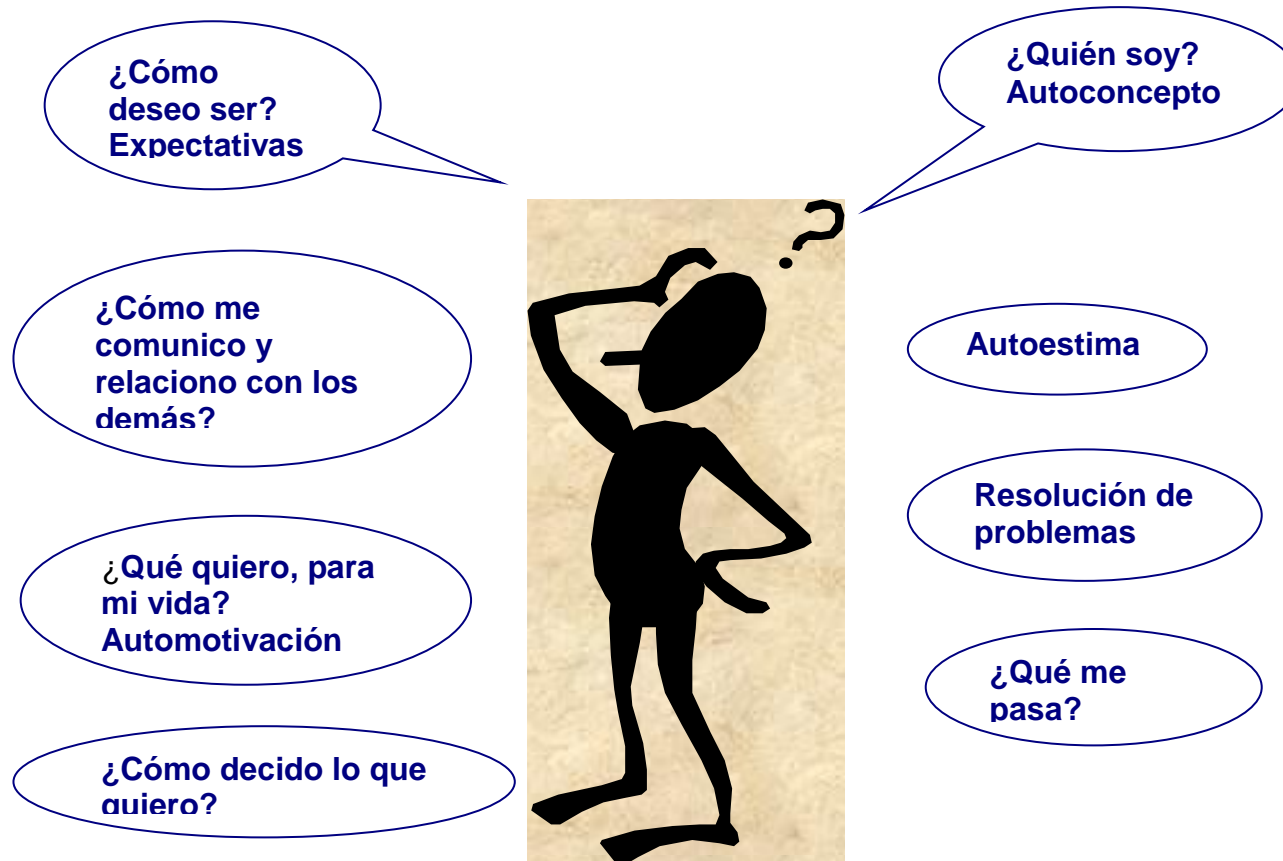 ¿Cómo
deseo ser?
Expectativas
¿Quién soy?
Autoconcepto
?
¿Cómo me
comunico y
relaciono con los
demás?
Autoestima
Resolución de
problemas
¿Qué quiero, para
mi vida?
Automotivación
¿Qué me
pasa?
¿Cómo decido lo que
quiero?